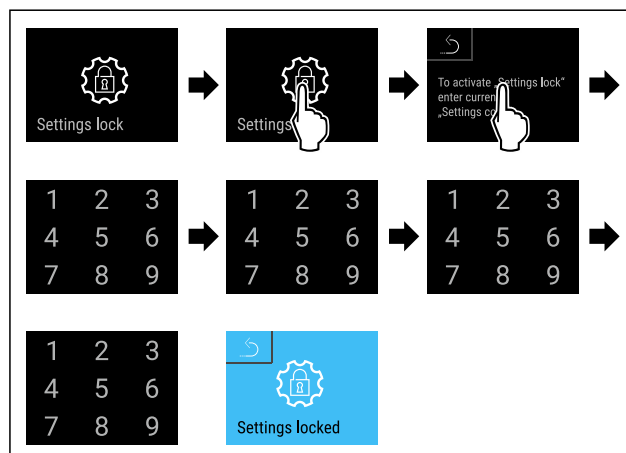 Settings lock
Settings
To activate „Settings lock“
enter curren
„Settings co
1 2 3
4 5 6
7 8 9
1 2 3
4 5 6
7 8 9
1 2 3
4 5 6
7 8 9
1 2 3
4 5 6
7 8 9
Settings locked